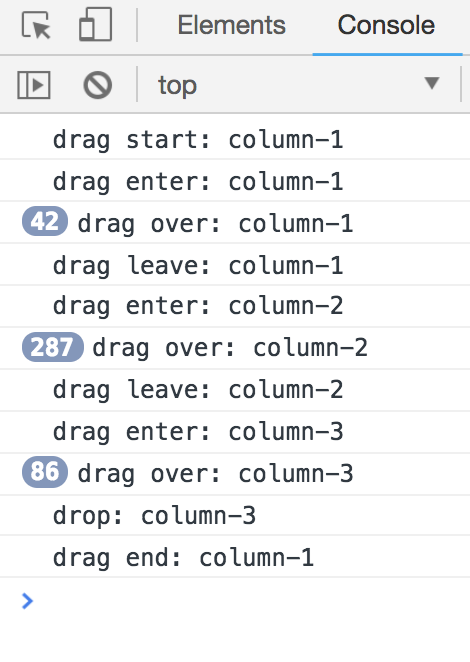 Elements Console
top
drag start: column-1
drag enter: column-1
42 drag over: column-1
drag leave: column-1
drag enter: column-2
287 drag over: column-2
drag leave: column-2
drag enter: column-3
86 drag over: column-3
drop: column-3
drag end: column-1